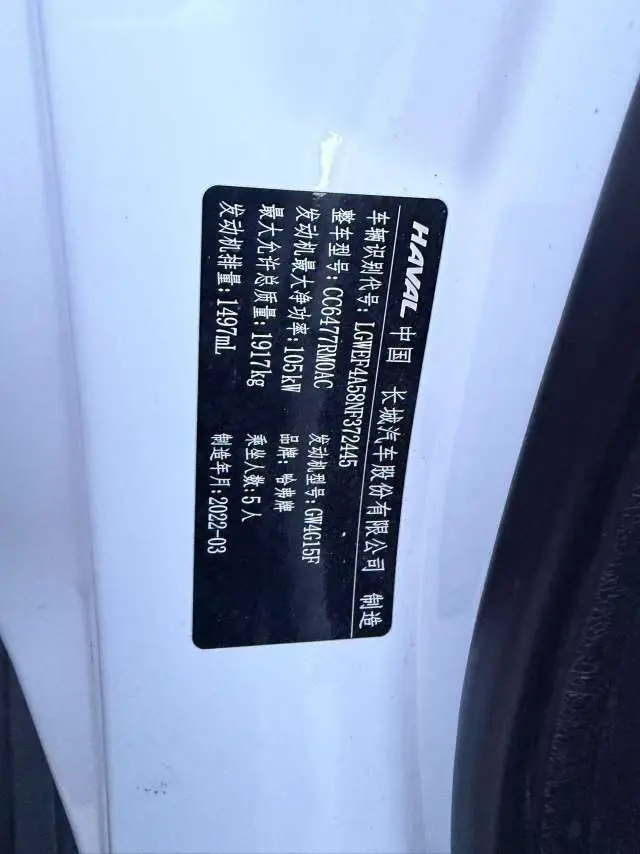 HAVAL 中国 长城汽车股份有限公司 制造
车辆识别代号: LGWEF4A58NF372445
整车型号: CC6477RM0AC 发动机型号: GW4G15F
发动机最大净功率: 105kW 品牌: 哈弗牌
最大允许总质量: 1917kg 乘坐人数: 5人
发动机排量: 1497mL 制造年月: 2022-03